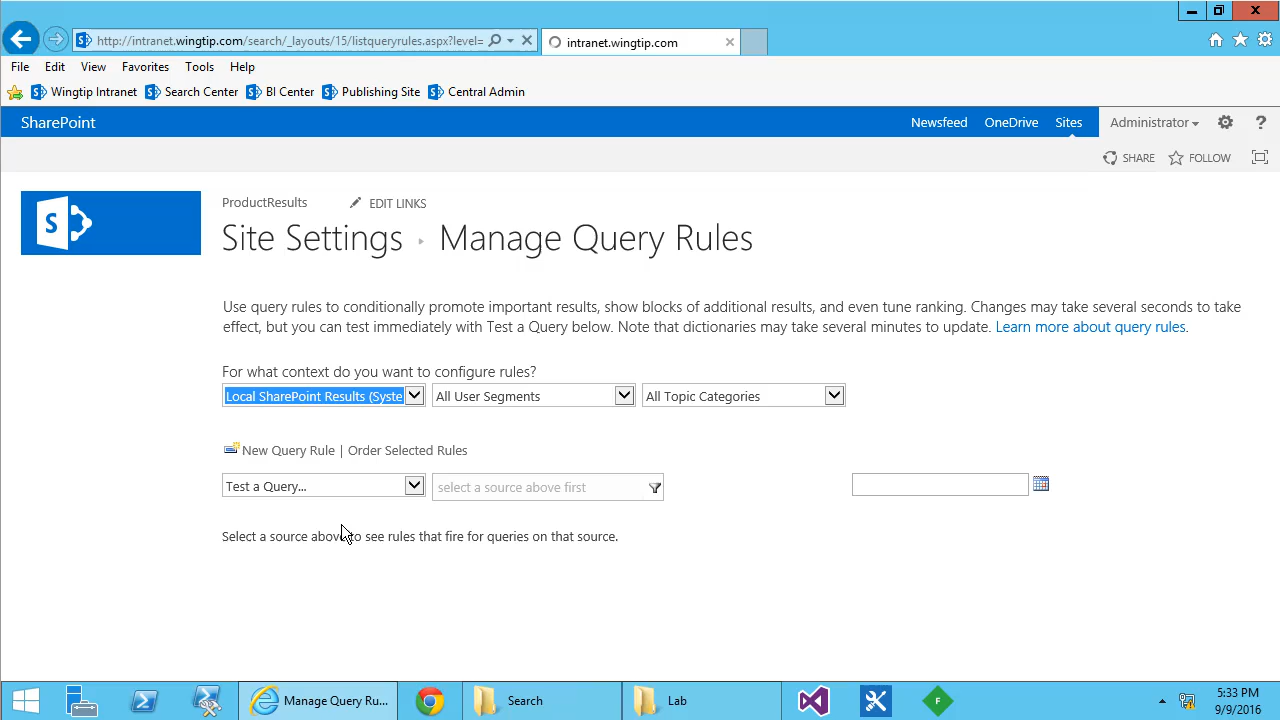 http://intranet.wingtip.com/search/_layouts/15/listqueryrules.aspx?level=
intranet.wingtip.com
File Edit View Favorites Tools Help
Wingtip Intranet Search Center BI Center Publishing Site Central Admin
SharePoint Newsfeed OneDrive Sites Administrator ?
SHARE FOLLOW
ProductResults EDIT LINKS
S
Site Settings Manage Query Rules
Use query rules to conditionally promote important results, show blocks of additional results, and even tune ranking. Changes may take several seconds to take
effect, but you can test immediately with Test a Query below. Note that dictionaries may take several minutes to update. Learn more about query rules.
For what context do you want to configure rules?
Local SharePoint Results (Syste All User Segments All Topic Categories
New Query Rule | Order Selected Rules
Test a Query... select a source above first
Select a source above to see rules that fire for queries on that source.
Manage Query Ru... Search Lab F 5:33 PM
9/9/2016